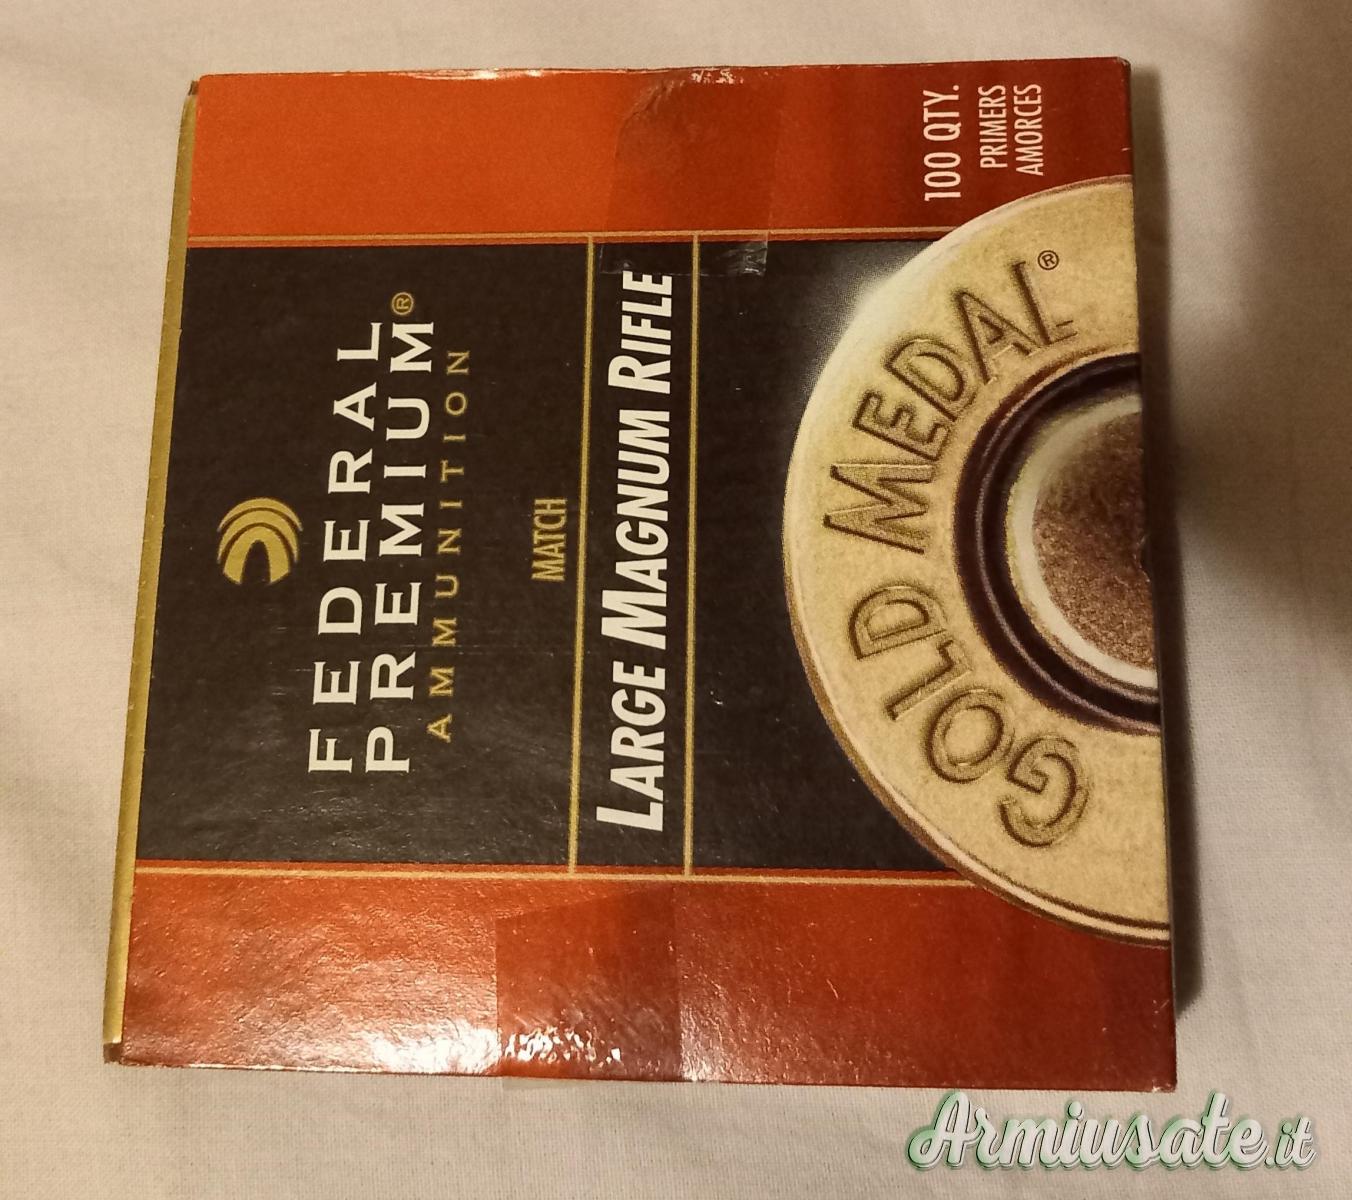 FEDERAL
PREMIUM®
AMMUNITION
MATCH
LARGE MAGNUM RIFLE
GOLD MEDAL®
100 QTY.
PRIMERS
AMORCES
Armiusate.it